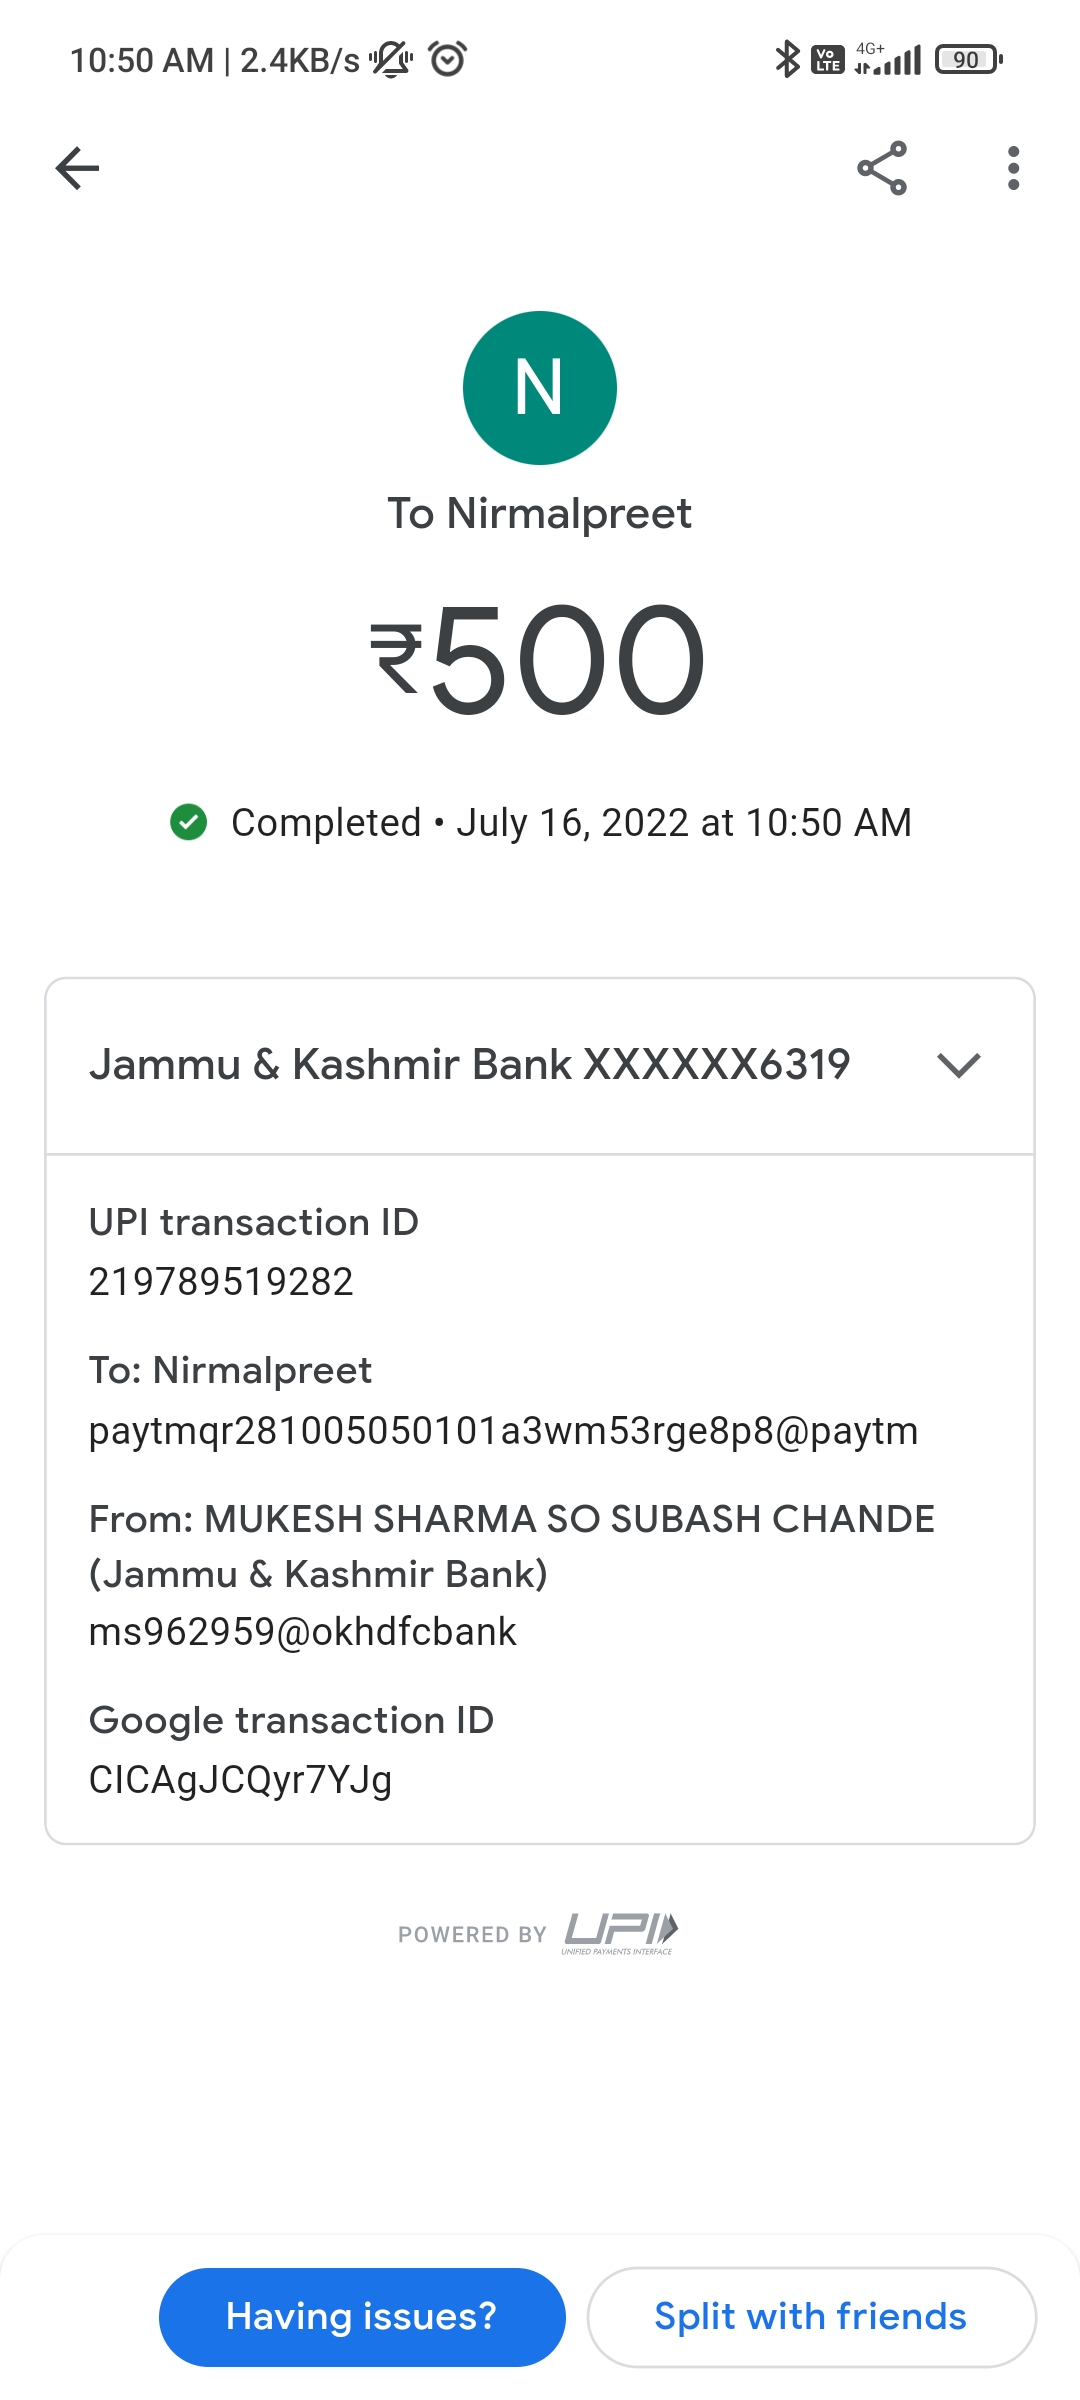 10:50 AM | 2.4KB/s
Vo LTE 4G+ 90
N
To Nirmalpreet
₹500
Completed • July 16, 2022 at 10:50 AM
Jammu & Kashmir Bank XXXXXX6319
UPI transaction ID
219789519282
To: Nirmalpreet
paytmqr281005050101a3wm53rge8p8@paytm
From: MUKESH SHARMA SO SUBASH CHANDE
(Jammu & Kashmir Bank)
ms962959@okhdfcbank
Google transaction ID
CICAgJCQyr7YJg
POWERED BY UPI
UNIFIED PAYMENTS INTERFACE
Having issues? Split with friends